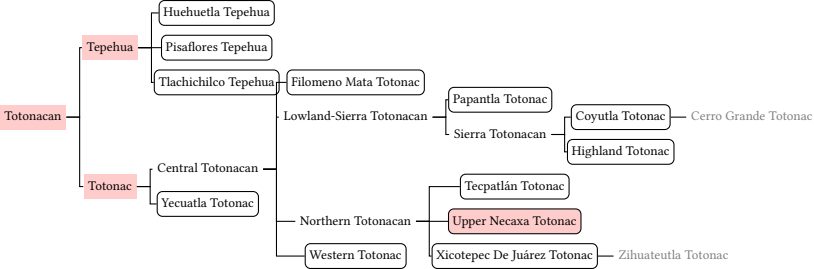 Huehuetla Tepehua
Tepehua Pisaflores Tepehua
Tlachichilco Tepehua Filomeno Mata Totonac
Papantla Totonac
Totonacan Lowland-Sierra Totonacan Coyutla Totonac Cerro Grande Totonac
Sierra Totonacan
Highland Totonac
Central Totonacan
Totonac Tecpatlán Totonac
Yecuatla Totonac
Northern Totonacan Upper Necaxa Totonac
Western Totonac Xicotepec De Juárez Totonac Zihuateutla Totonac